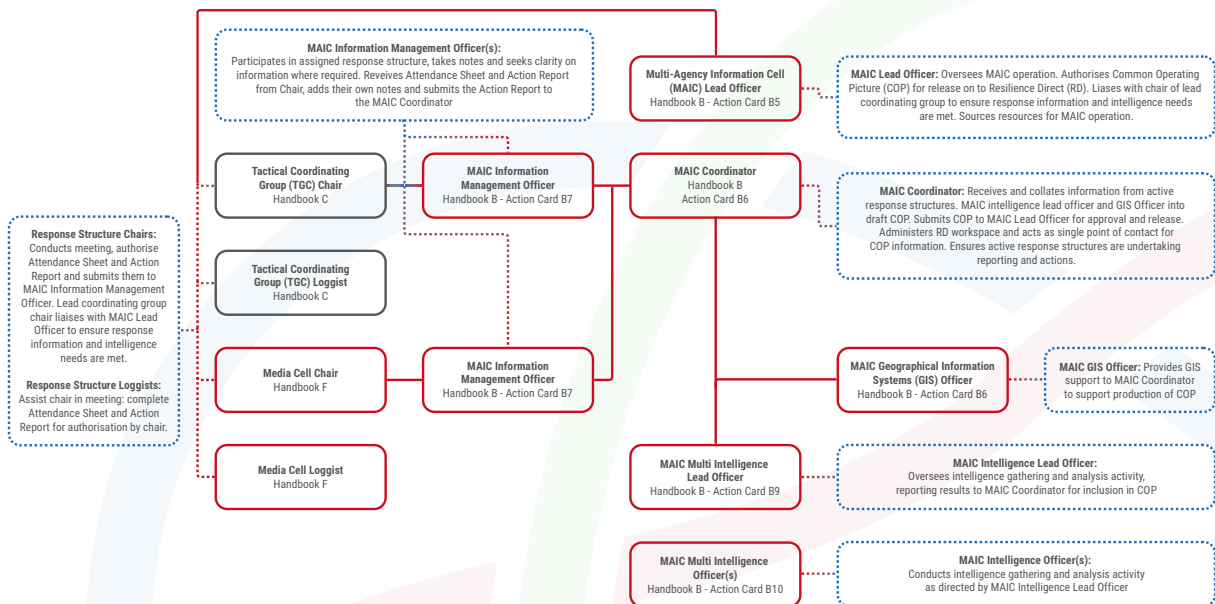 MAIC Information Management Officer(s):
Participates in assigned response structure, takes notes and seeks clarity on
information where required. Reveives Attendance Sheet and Action Report
from Chair, adds their own notes and submits the Action Report to
the MAIC Coordinator
Multi-Agency Information Cell
(MAIC) Lead Officer
Handbook B - Action Card B5
MAIC Lead Officer: Oversees MAIC operation. Authorises Common Operating
Picture (COP) for release on to Resilience Direct (RD). Liases with chair of lead
coordinating group to ensure response information and intelligence needs
are met. Sources resources for MAIC operation.
Tactical Coordinating
Group (TGC) Chair
Handbook C
MAIC Information
Management Officer
Handbook B - Action Card B7
MAIC Coordinator
Handbook B
Action Card B6
MAIC Coordinator: Receives and collates information from active
response structures. MAIC intelligence lead officer and GIS Officer into
draft COP. Submits COP to MAIC Lead Officer for approval and release.
Administers RD workspace and acts as single point of contact for
COP information. Ensures active response structures are undertaking
reporting and actions.
Response Structure Chairs:
Conducts meeting, authorise
Attendance Sheet and Action
Report and submits them to
MAIC Information Management
Officer. Lead coordinating group
chair liaises with MAIC Lead
Officer to ensure response
information and intelligence
needs are met.
Response Structure Loggists:
Assist chair in meeting: complete
Attendance Sheet and Action
Report for authorisation by chair.
Tactical Coordinating
Group (TGC) Loggist
Handbook C
Media Cell Chair
Handbook F
MAIC Information
Management Officer
Handbook B - Action Card B7
MAIC Geographical Information
Systems (GIS) Officer
Handbook B - Action Card B6
MAIC GIS Officer: Provides GIS
support to MAIC Coordinator
to support production of COP
Media Cell Loggist
Handbook F
MAIC Multi Intelligence
Lead Officer
Handbook B - Action Card B9
MAIC Intelligence Lead Officer:
Oversees intelligence gathering and analysis activity,
reporting results to MAIC Coordinator for inclusion in COP
MAIC Multi Intelligence
Officer(s)
Handbook B - Action Card B10
MAIC Intelligence Officer(s):
Conducts intelligence gathering and analysis activity
as directed by MAIC Intelligence Lead Officer